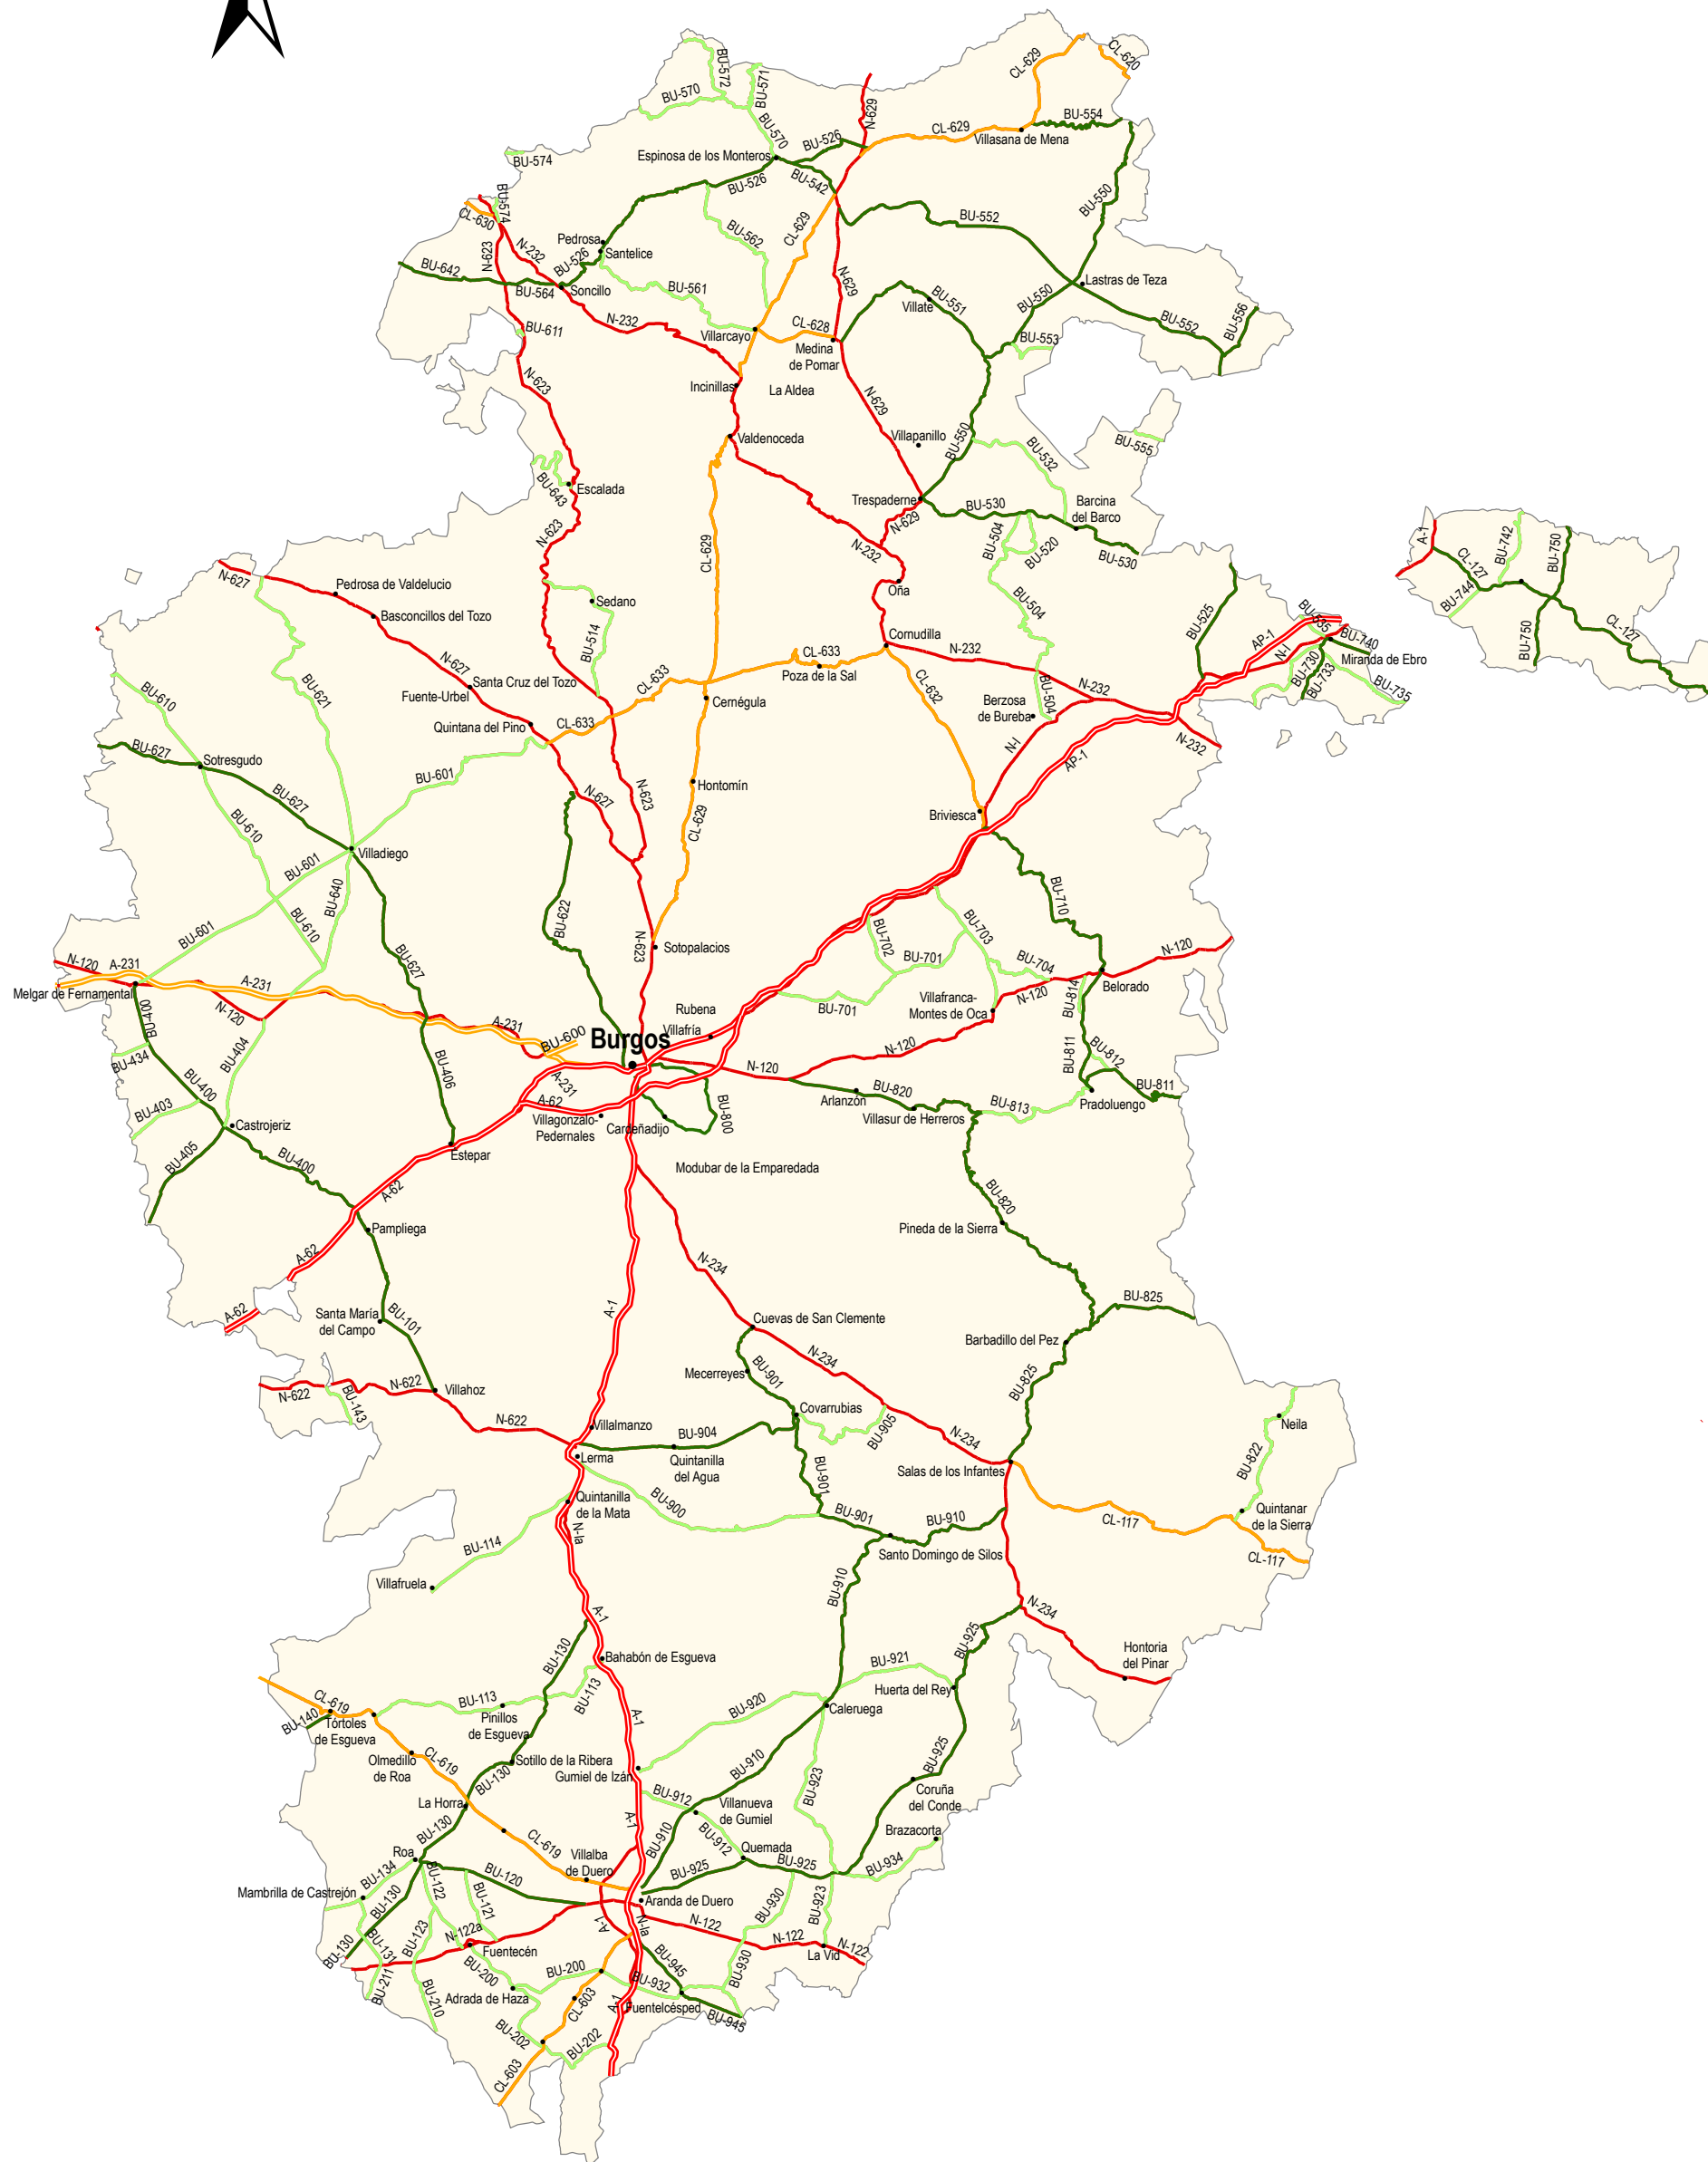 CL-629
CL-620
BU-572
BU-571
BU-570
N-629
BU-554
CL-629
Villasana de Mena
BU-570
BU-526
Espinosa de los Monteros
BU-574
BU-526
BU-542
BU-550
BU-574
CL-630
BU-552
CL-629
BU-562
Pedrosa
N-232
N-623
Santelice
BU-526
BU-642
N-629
Lastras de Teza
BU-561
BU-564
Soncillo
BU-551
BU-550
Villate
N-232
BU-552
BU-556
CL-628
BU-611
Villarcayo
BU-553
Medina
de Pomar
N-623
Incinillas
La Aldea
N-629
Villapanillo
BU-550
Valdenoceda
BU-555
BU-532
BU-643
Escalada
Trespaderne
Barcina
del Barco
BU-530
N-629
BU-504
N-623
CL-629
N-232
BU-520
BU-530
A-1
BU-742
BU-750
CL-127
N-627
Pedrosa de Valdelucio
Oña
BU-744
Sedano
BU-504
Basconcillos del Tozo
BU-525
BU-535
BU-740
AP-1
BU-750
CL-127
Cornudilla
BU-514
N-232
N-I
Miranda de Ebro
CL-633
Poza de la Sal
N-627
BU-730
BU-733
BU-735
Santa Cruz del Tozo
CL-633
CL-632
BU-610
BU-621
Fuente-Urbel
Cernégula
Berzosa
de Bureba
BU-504
N-232
Quintana del Pino
CL-633
N-I
N-232
BU-627
Sotresgudo
AP-1
BU-601
Hontomín
BU-627
N-627
N-623
Briviesca
BU-610
CL-629
Villadiego
BU-601
BU-640
BU-710
BU-622
BU-601
BU-610
BU-702
BU-703
N-623
Sotopalacios
N-120
BU-627
BU-701
BU-704
N-120
A-231
A-231
Belorado
Melgar de Fernamental
BU-400
N-120
Rubena
BU-701
Villafranca-
Montes de Oca
N-120
BU-814
A-231
BU-600
Burgos
Villafría
BU-434
BU-404
BU-406
N-120
N-120
BU-811
BU-812
A-231
BU-400
BU-820
BU-811
BU-403
A-62
Arlanzón
BU-813
Pradoluengo
Villagonzalo-
Pedernales
Cardeñadijo
BU-800
Villasur de Herreros
Castrojeriz
BU-405
BU-400
Estepar
Modubar de la Emparedada
A-62
BU-820
Pampliega
Pineda de la Sierra
A-62
N-234
A-62
BU-825
Santa María
del Campo
BU-101
A-1
Cuevas de San Clemente
Barbadillo del Pez
N-234
Mecerreyes
BU-901
BU-825
N-622
BU-143
N-622
Villahoz
Covarrubias
BU-905
Neila
N-622
Villalmanzo
BU-904
N-234
Lerma
Quintanilla
del Agua
BU-901
Salas de los Infantes
BU-822
Quintanilla
de la Mata
BU-900
BU-901
BU-910
Quintanar
de la Sierra
CL-117
N-Ia
BU-114
Santo Domingo de Silos
CL-117
Villafruela
BU-910
A-1
N-234
BU-130
BU-925
Hontoria
del Pinar
Bahabón de Esgueva
BU-921
CL-619
BU-113
BU-113
Huerta del Rey
BU-140
Tórtoles
de Esgueva
Pinillos
de Esgueva
A-1
BU-920
Caleruega
Olmedillo
de Roa
CL-619
Sotillo de la Ribera
Gumiel de Izán
BU-910
BU-925
BU-130
BU-923
BU-912
Coruña
del Conde
La Horra
Villanueva
de Gumiel
BU-130
A-1
BU-910
BU-912
Brazacorta
Roa
CL-619
Villalba
de Duero
Quemada
BU-134
BU-122
BU-120
BU-925
BU-925
BU-934
Mambrilla de Castrejón
BU-130
BU-121
Aranda de Duero
BU-930
BU-923
BU-131
BU-123
N-122a
A-1
N-Ia
N-122
N-122
N-122
BU-130
Fuentecén
La Vid
BU-211
BU-200
BU-200
BU-945
BU-930
BU-210
Adrada de Haza
CL-603
BU-932
A-1
Fuentelcésped
BU-945
BU-202
BU-202
CL-603